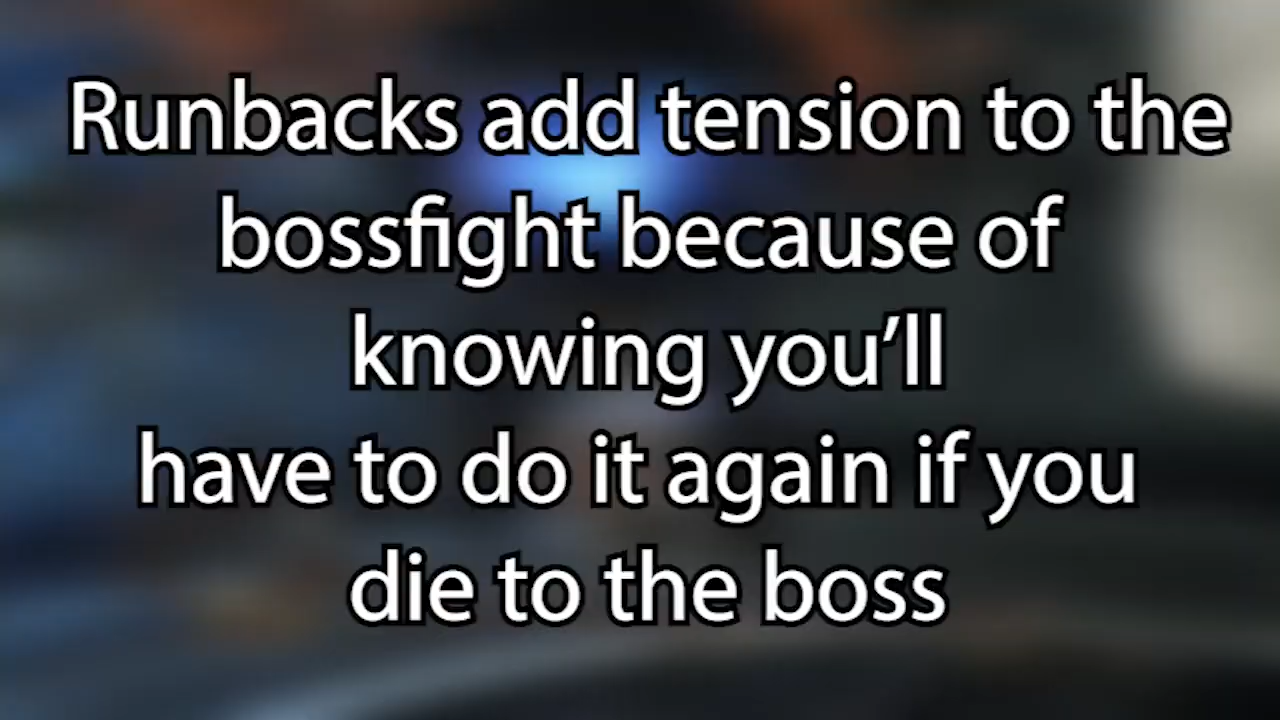 Runbacks add tension to the
bossfight because of
knowing you’ll
have to do it again if you
die to the boss